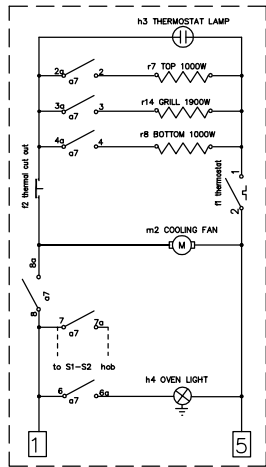 h3 THERMOSTAT LAMP
r7 TOP 1000W
2a 2
a7
r14 GRILL 1900W
3a 3
a7
r8 BOTTOM 1000W
4a 4
a7
f2 thermal cut out
1
f1 thermostat
2
m2 COOLING FAN
M
8a
a7
8
7 7a
a7
to S1-S2 hob
h4 OVEN LIGHT
6 6a
a7
1 5